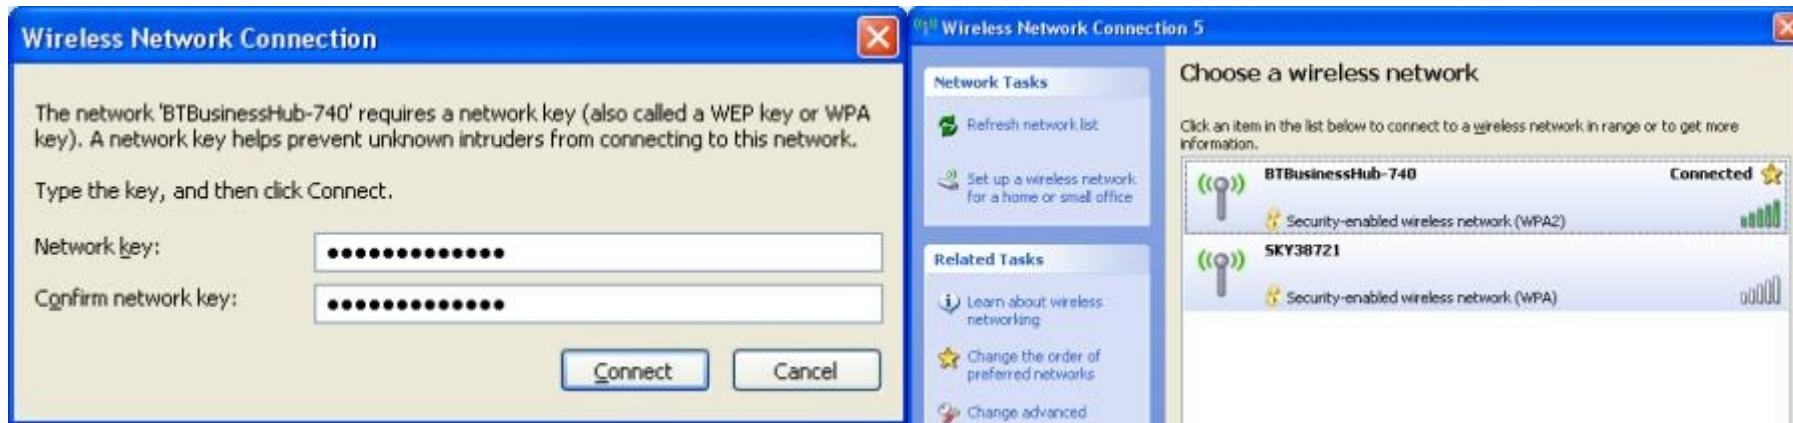 Wireless Network Connection
The network 'BTBusinessHub-740' requires a network key (also called a WEP key or WPA
key). A network key helps prevent unknown intruders from connecting to this network.
Type the key, and then click Connect.
Network key:
●●●●●●●●●●●●●
Confirm network key:
●●●●●●●●●●●●●
Connect
Cancel
Wireless Network Connection 5
Network Tasks
Refresh network list
Set up a wireless network
for a home or small office
Related Tasks
Learn about wireless
networking
Change the order of
preferred networks
Change advanced
Choose a wireless network
Click an item in the list below to connect to a wireless network in range or to get more
information.
BTBusinessHub-740
Connected
Security-enabled wireless network (WPA2)
SKY38721
Security-enabled wireless network (WPA)